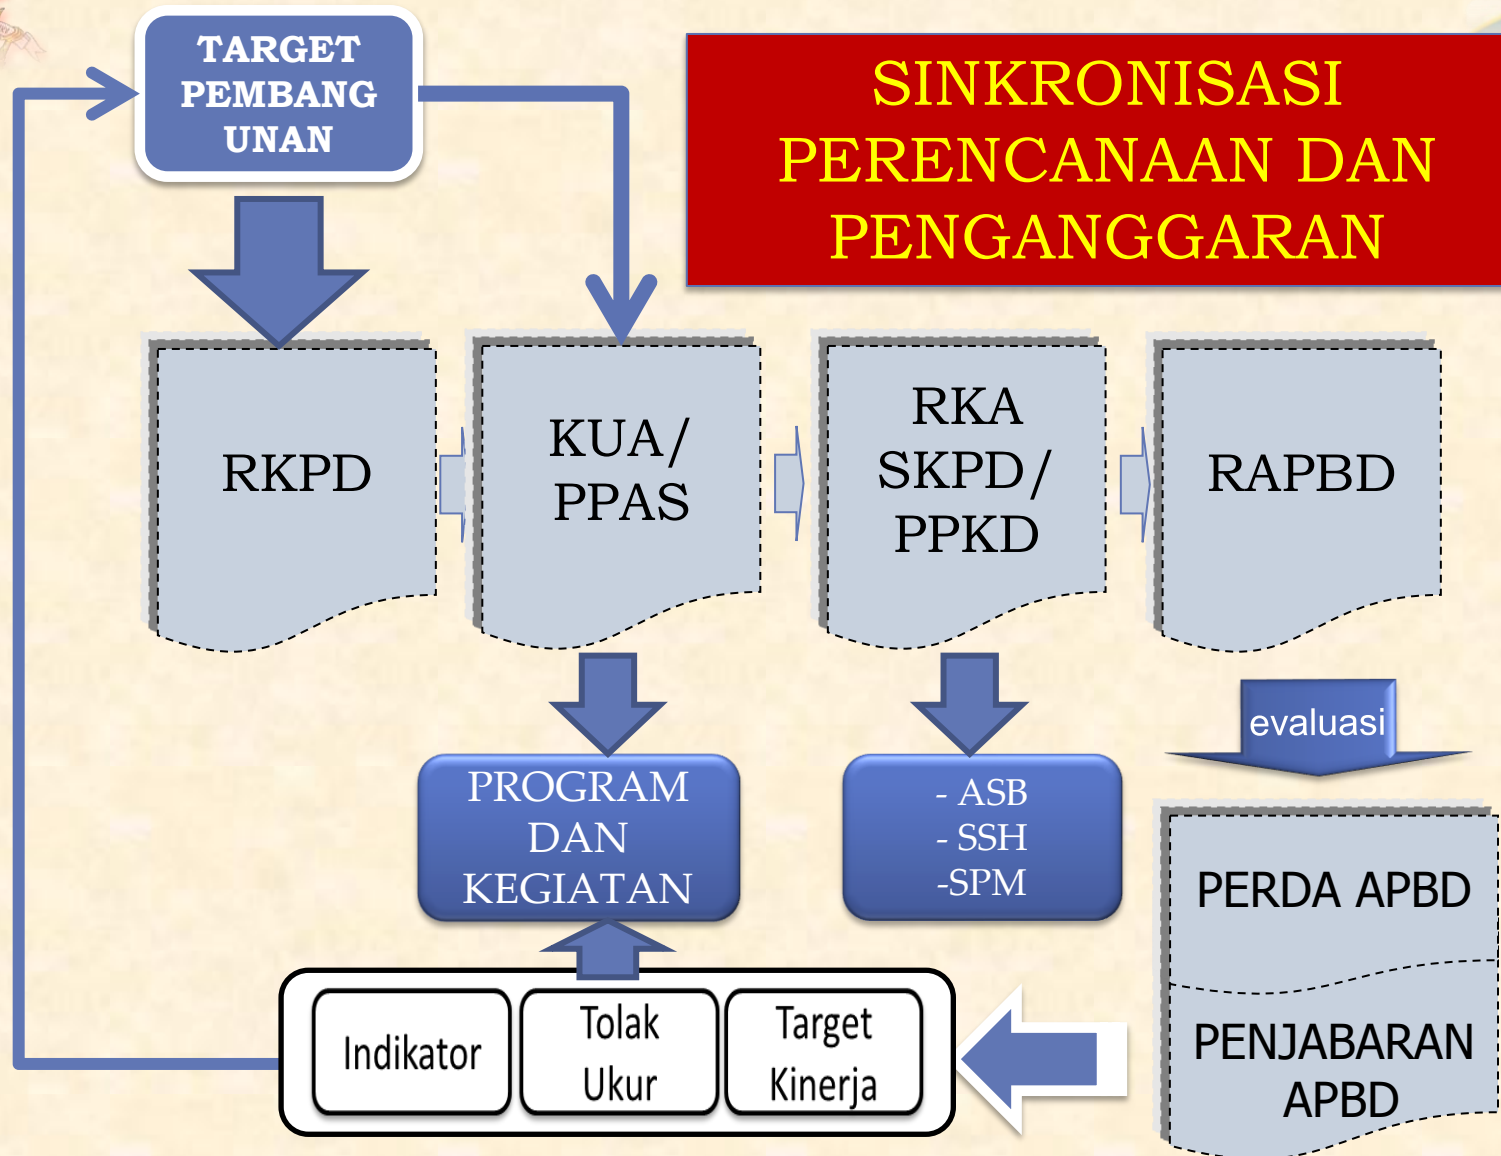 TARGET
PEMBANG
UNAN
SINKRONISASI
PERENCANAAN DAN
PENGANGGARAN
RKPD
KUA/
PPAS
RKA
SKPD/
PPKD
RAPBD
evaluasi
PROGRAM
DAN
KEGIATAN
- ASB
- SSH
-SPM
PERDA APBD
PENJABARAN
APBD
Indikator
Tolak
Ukur
Target
Kinerja